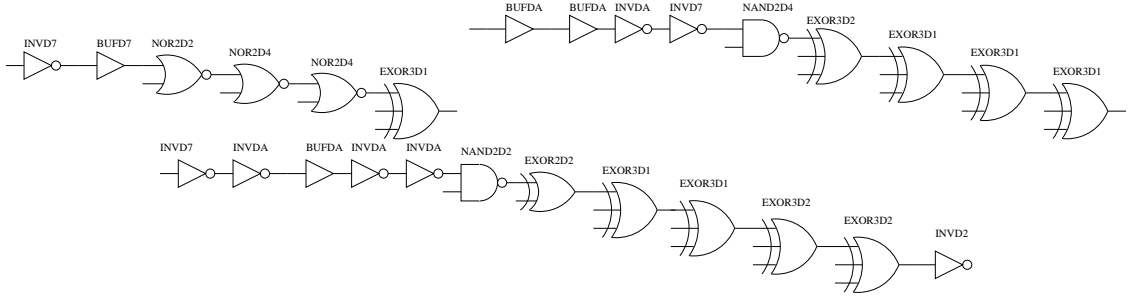 BUFDA BUFDA INVDA INVD7 NAND2D4 EXOR3D2 EXOR3D1 EXOR3D1 EXOR3D1
INVD7 BUFD7 NOR2D2 NOR2D4 NOR2D4 EXOR3D1
INVD7 INVDA BUFDA INVDA INVDA NAND2D2 EXOR2D2 EXOR3D1 EXOR3D1 EXOR3D2 EXOR3D2 INVD2